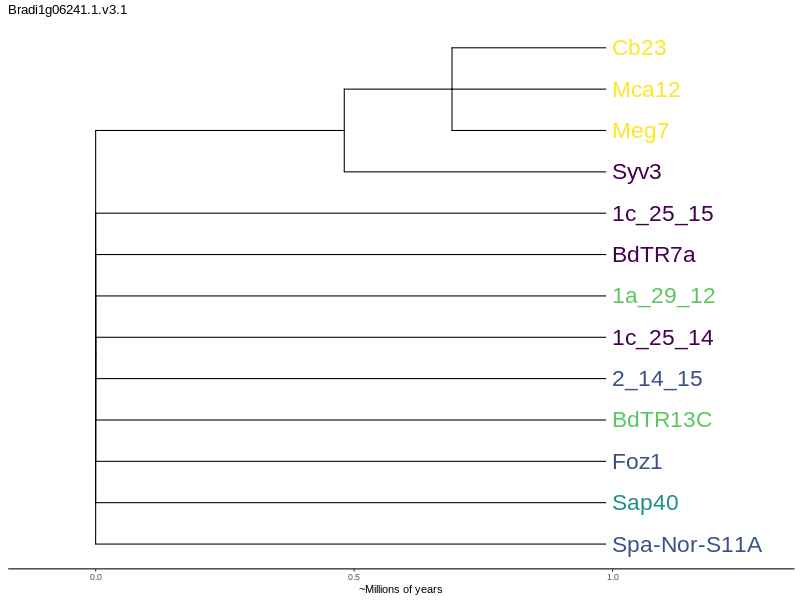 Bradi1g06241.1.v3.1
Cb23
Mca12
Meg7
Syv3
1c_25_15
BdTR7a
1a_29_12
1c_25_14
2_14_15
BdTR13C
Foz1
Sap40
Spa-Nor-S11A
0.0 0.5 1.0
~Millions of years